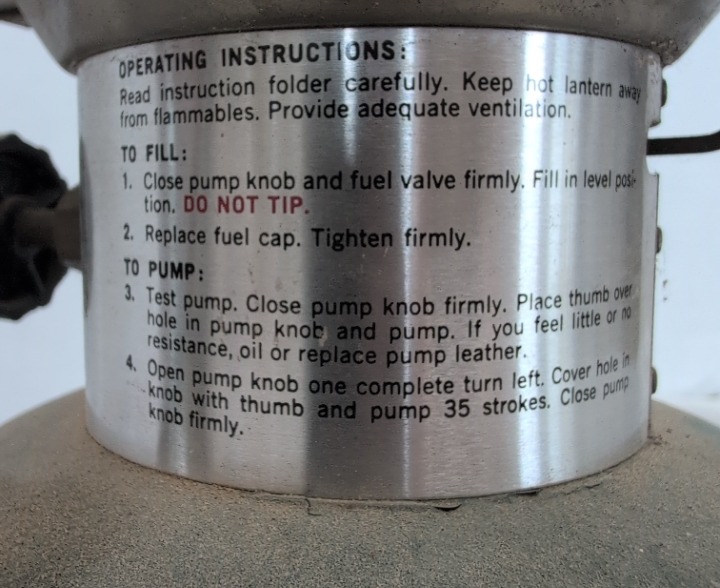 OPERATING INSTRUCTIONS:
Read instruction folder carefully. Keep hot lantern away
from flammables. Provide adequate ventilation.
TO FILL:
1. Close pump knob and fuel valve firmly. Fill in level posi-
tion. DO NOT TIP.
2. Replace fuel cap. Tighten firmly.
TO PUMP:
3. Test pump. Close pump knob firmly. Place thumb over
hole in pump knob and pump. If you feel little or no
resistance, oil or replace pump leather.
4. Open pump knob one complete turn left. Cover hole in
knob with thumb and pump 35 strokes. Close pump
knob firmly.